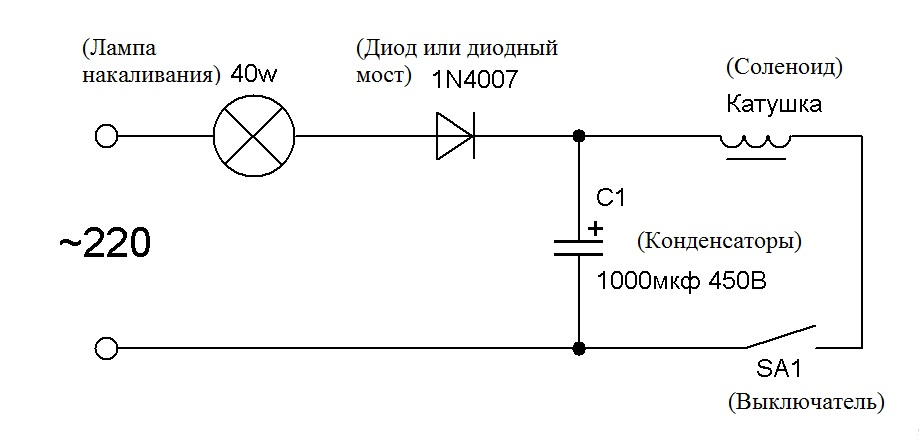 (Лампа
накаливания) 40w
(Диод или диодный
мост) 1N4007
(Соленоид)
Катушка
~220
C1
+
(Конденсаторы)
1000мкф 450В
SA1
(Выключатель)